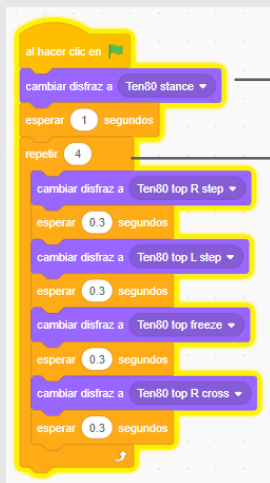 al hacer clic en
cambiar disfraz a Ten80 stance
esperar 1 segundos
repetir 4
cambiar disfraz a Ten80 top R step
esperar 0.3 segundos
cambiar disfraz a Ten80 top L step
esperar 0.3 segundos
cambiar disfraz a Ten80 top freeze
esperar 0.3 segundos
cambiar disfraz a Ten80 top R cross
esperar 0.3 segundos